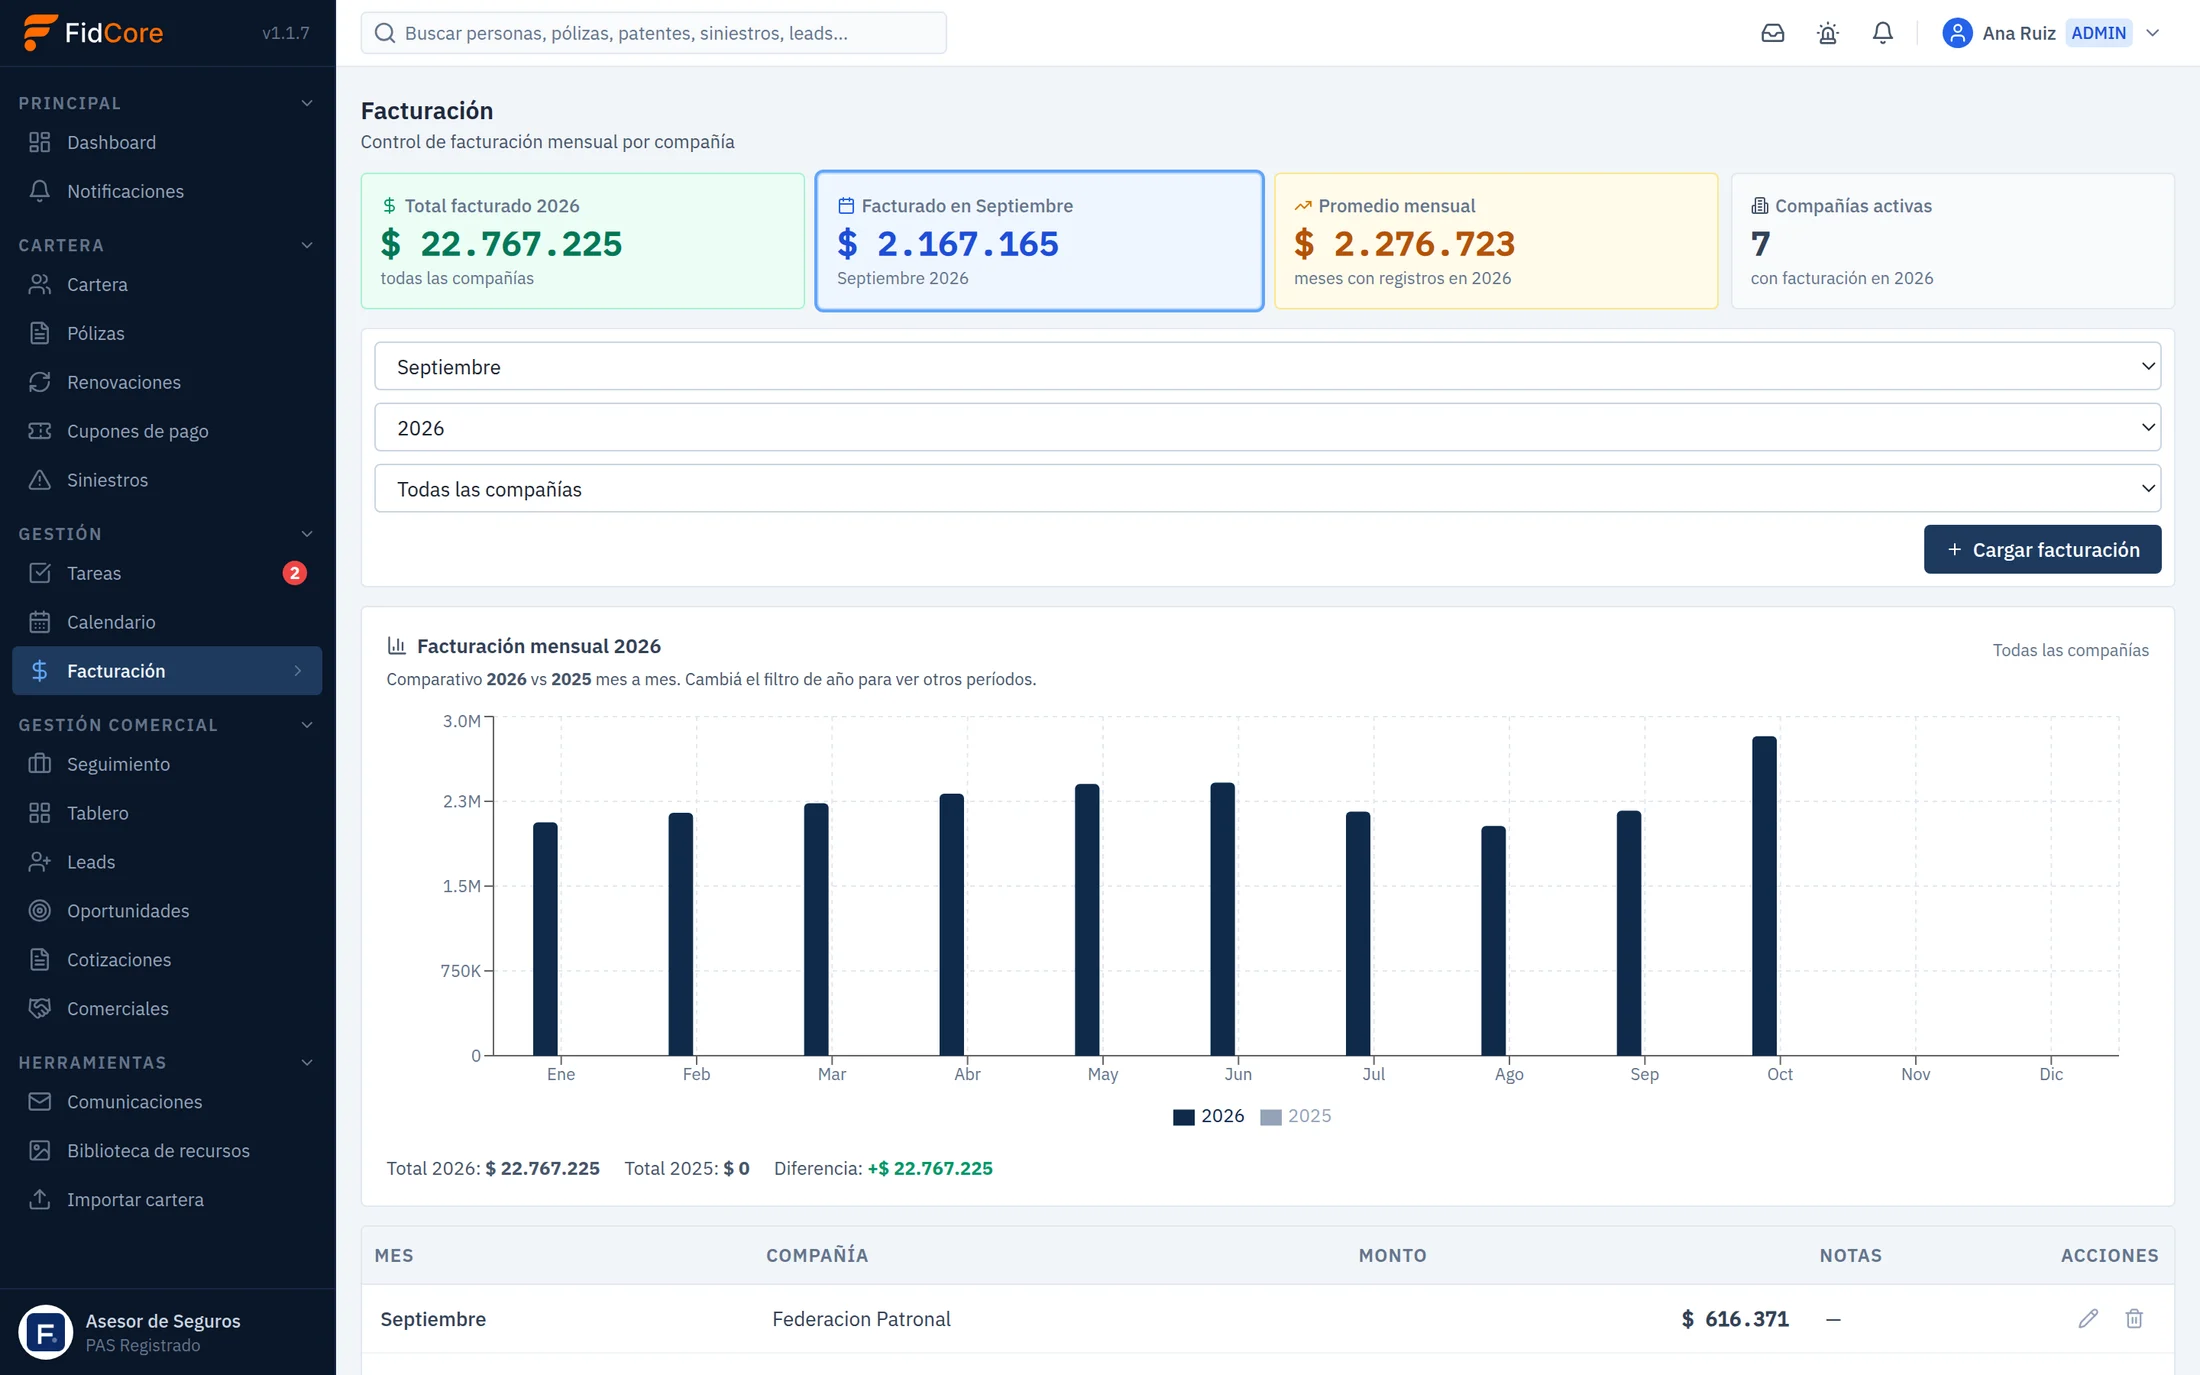 FidCore
v1.1.7
Buscar personas, pólizas, patentes, siniestros, leads...
Ana Ruiz ADMIN
PRINCIPAL
Dashboard
Notificaciones
CARTERA
Cartera
Pólizas
Renovaciones
Cupones de pago
Siniestros
GESTIÓN
Tareas 2
Calendario
Facturación
GESTIÓN COMERCIAL
Seguimiento
Tablero
Leads
Oportunidades
Cotizaciones
Comerciales
HERRAMIENTAS
Comunicaciones
Biblioteca de recursos
Importar cartera
F.
Asesor de Seguros
PAS Registrado
Facturación
Control de facturación mensual por compañía
Total facturado 2026
$ 22.767.225
todas las compañías
Facturado en Septiembre
$ 2.167.165
Septiembre 2026
Promedio mensual
$ 2.276.723
meses con registros en 2026
Compañías activas
7
con facturación en 2026
Septiembre
2026
Todas las compañías
+ Cargar facturación
Facturación mensual 2026
Todas las compañías
Comparativo 2026 vs 2025 mes a mes. Cambiá el filtro de año para ver otros períodos.
3.0M
2.3M
1.5M
750K
0
Ene Feb Mar Abr May Jun Jul Ago Sep Oct Nov Dic
2026 2025
Total 2026: $ 22.767.225 Total 2025: $ 0 Diferencia: +$ 22.767.225
MES COMPAÑÍA MONTO NOTAS ACCIONES
Septiembre Federacion Patronal $ 616.371 —